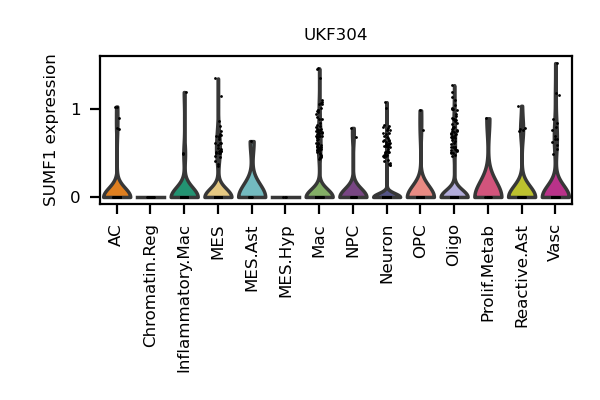 UKF304
SUMF1 expression
1
0
AC
Chromatin.Reg
Inflammatory.Mac
MES
MES.Ast
MES.Hyp
Mac
NPC
Neuron
OPC
Oligo
Prolif.Metab
Reactive.Ast
Vasc